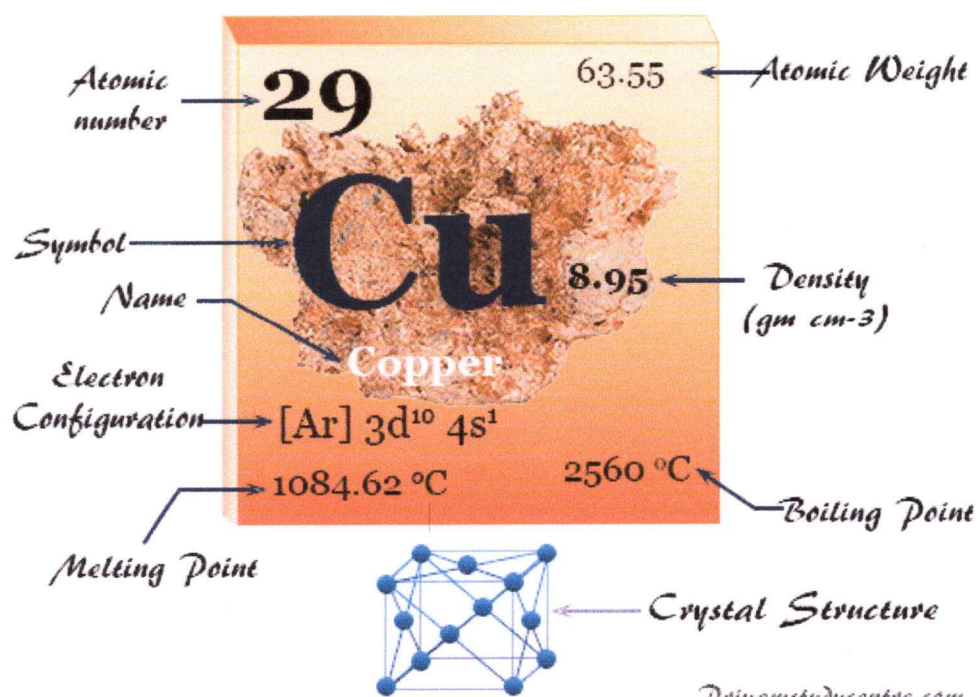 29
63.55
Atomic Weight
Atomic
number
Symbol
Cu
Name
8.95
Density
(gm cm-3)
Copper
Electron
Configuration
[Ar] 3d¹⁰ 4s¹
1084.62 °C
2560 °C
Boiling Point
Melting Point
Crystal Structure